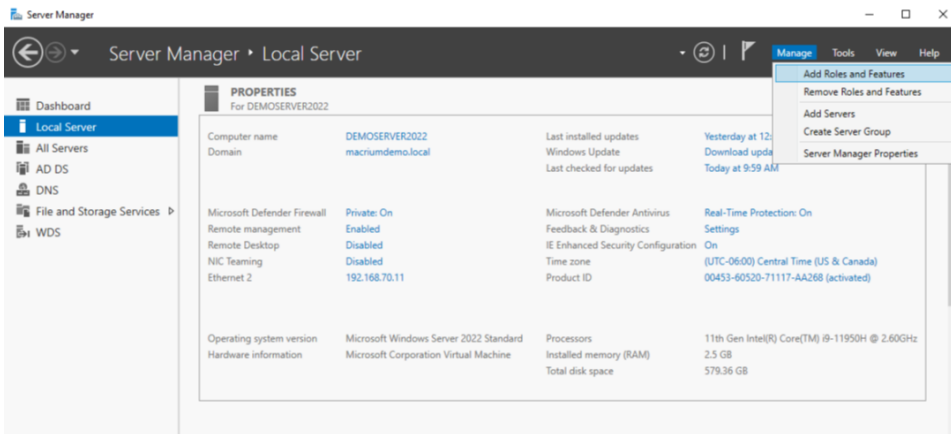 Server Manager
Server Manager • Local Server
Manage Tools View Help
Add Roles and Features
Remove Roles and Features
Add Servers
Create Server Group
Server Manager Properties
Dashboard
Local Server
All Servers
AD DS
DNS
File and Storage Services
WDS
PROPERTIES
For DEMOSERVER2022
Computer name DEMOSERVER2022 Last installed updates Yesterday at 12:
Domain macriumdemo.local Windows Update Download upda
Last checked for updates Today at 9:59 AM
Microsoft Defender Firewall Private: On Microsoft Defender Antivirus Real-Time Protection: On
Remote management Enabled Feedback & Diagnostics Settings
Remote Desktop Disabled IE Enhanced Security Configuration On
NIC Teaming Disabled Time zone (UTC-06:00) Central Time (US & Canada)
Ethernet 2 192.168.70.11 Product ID 00453-60520-71117-AA268 (activated)
Operating system version Microsoft Windows Server 2022 Standard Processors 11th Gen Intel(R) Core(TM) i9-11950H @ 2.60GHz
Hardware information Microsoft Corporation Virtual Machine Installed memory (RAM) 2.5 GB
Total disk space 579.36 GB